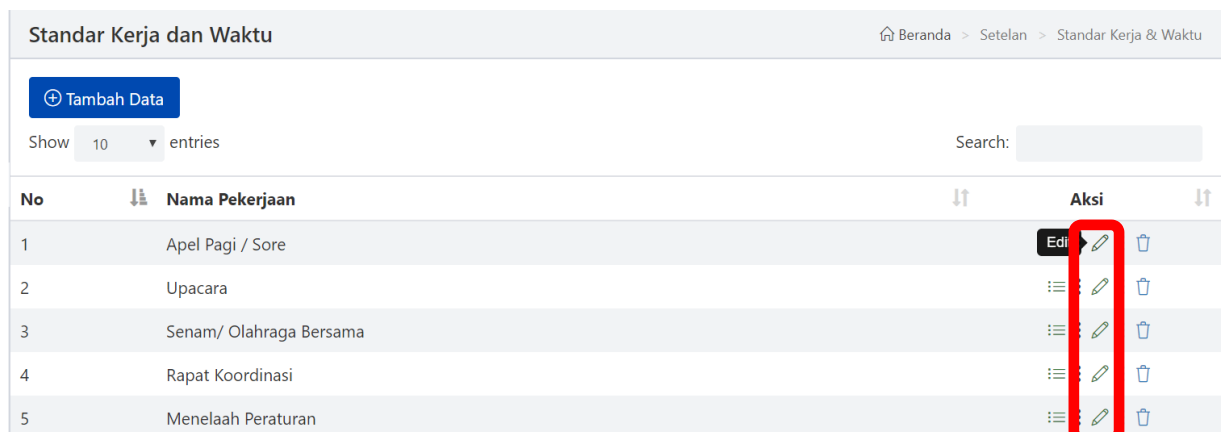 Standar Kerja dan Waktu
Beranda > Setelan > Standar Kerja & Waktu
Tambah Data
Show 10 entries
Search:
No Nama Pekerjaan Aksi
1 Apel Pagi / Sore
2 Upacara
3 Senam/ Olahraga Bersama
4 Rapat Koordinasi
5 Menelaah Peraturan